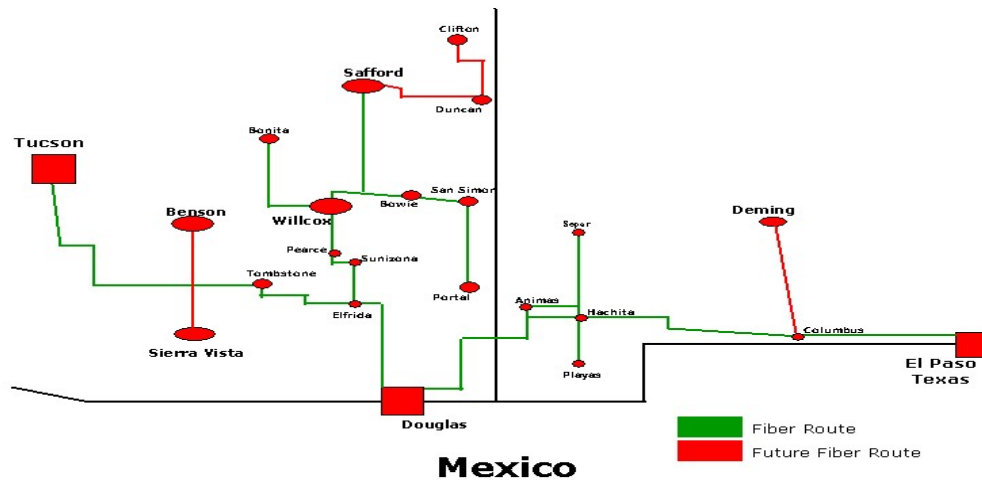 Clifton
Safford
Duncan
Bonita
Tucson
San Simon
Bowie
Benson
Willcox
Deming
Separ
Pearce
Sunizona
Tombstone
Portal
Animas
Hachita
Elfrida
Columbus
Sierra Vista
El Paso
Texas
Playas
Douglas
Fiber Route
Future Fiber Route
Mexico